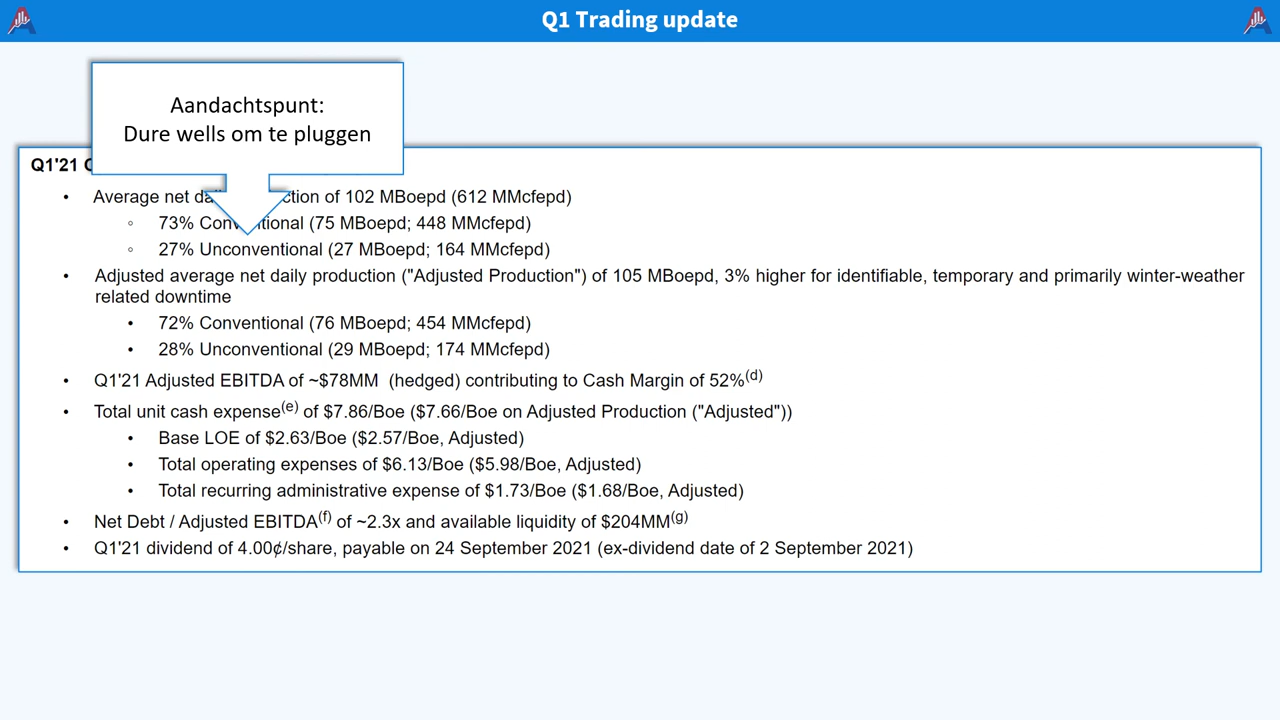 Q1 Trading update
Aandachtspunt:
Dure wells om te pluggen
Q1'21
• Average net of 102 MBoepd (612 MMcfepd)
◦ 73% (75 MBoepd; 448 MMcfepd)
◦ 27% Unconventional (27 MBoepd; 164 MMcfepd)
• Adjusted average net daily production ("Adjusted Production") of 105 MBoepd, 3% higher for identifiable, temporary and primarily winter-weather
related downtime
• 72% Conventional (76 MBoepd; 454 MMcfepd)
• 28% Unconventional (29 MBoepd; 174 MMcfepd)
• Q1'21 Adjusted EBITDA of ~$78MM (hedged) contributing to Cash Margin of 52%(d)
• Total unit cash expense(e) of $7.86/Boe ($7.66/Boe on Adjusted Production ("Adjusted"))
• Base LOE of $2.63/Boe ($2.57/Boe, Adjusted)
• Total operating expenses of $6.13/Boe ($5.98/Boe, Adjusted)
• Total recurring administrative expense of $1.73/Boe ($1.68/Boe, Adjusted)
• Net Debt / Adjusted EBITDA(f) of ~2.3x and available liquidity of $204MM(g)
• Q1'21 dividend of 4.00¢/share, payable on 24 September 2021 (ex-dividend date of 2 September 2021)